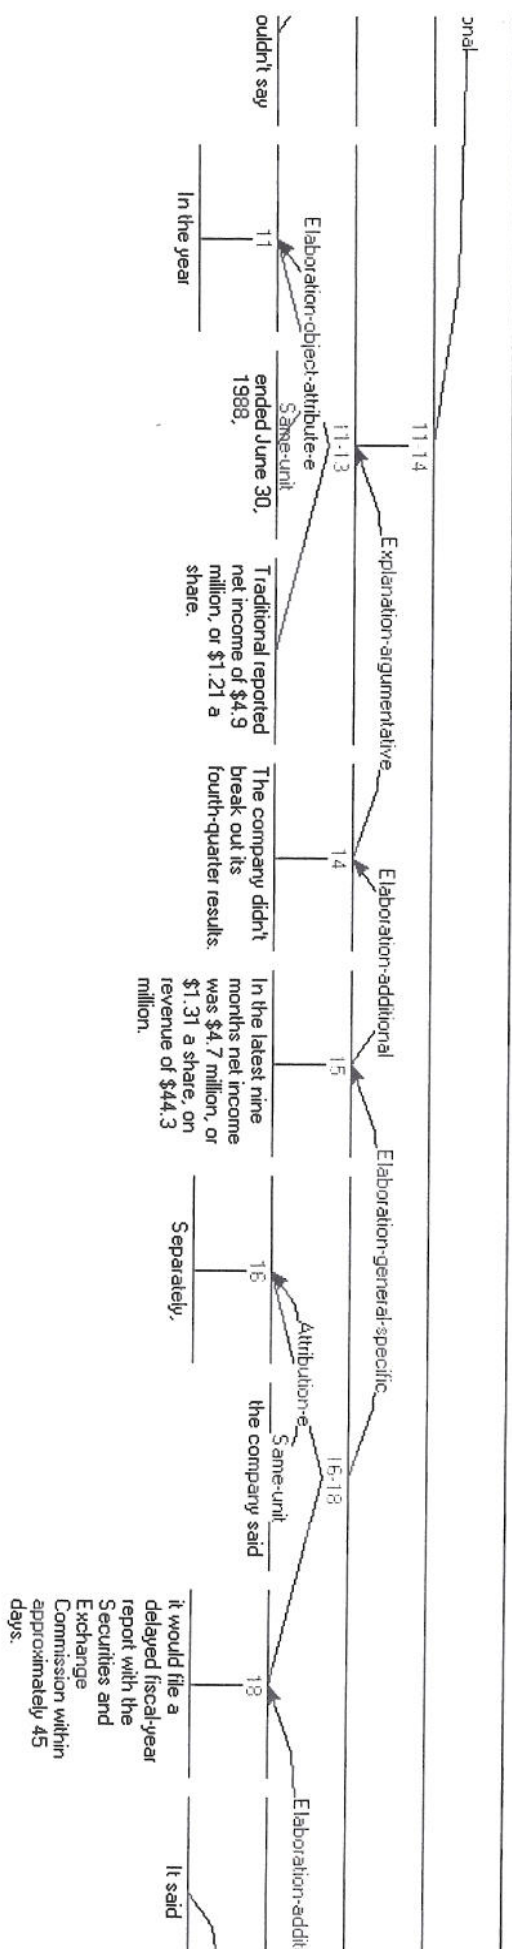 onal
ouldn't say
11-14
Explanation-argumentative
Elaboration-additional
Elaboration-general-specific
11-13
14
15
16-18
Elaboration-object-attribute-e
Same-unit
11
In the year
ended June 30,
1988,
Traditional reported
net income of $4.9
million, or $1.21 a
share.
The company didn't
break out its
fourth-quarter results.
In the latest nine
months net income
was $4.7 million, or
$1.31 a share, on
revenue of $44.3
million.
Attribution-e
Same-unit
16
Separately,
the company said
18
it would file a
delayed fiscal-year
report with the
Securities and
Exchange
Commission within
approximately 45
days.
Elaboration-addit
It said